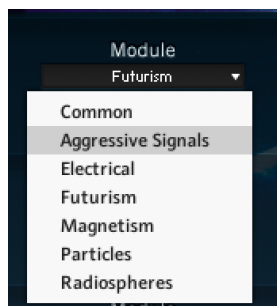 Module
Futurism
Common
Aggressive Signals
Electrical
Futurism
Magnetism
Particles
Radiospheres